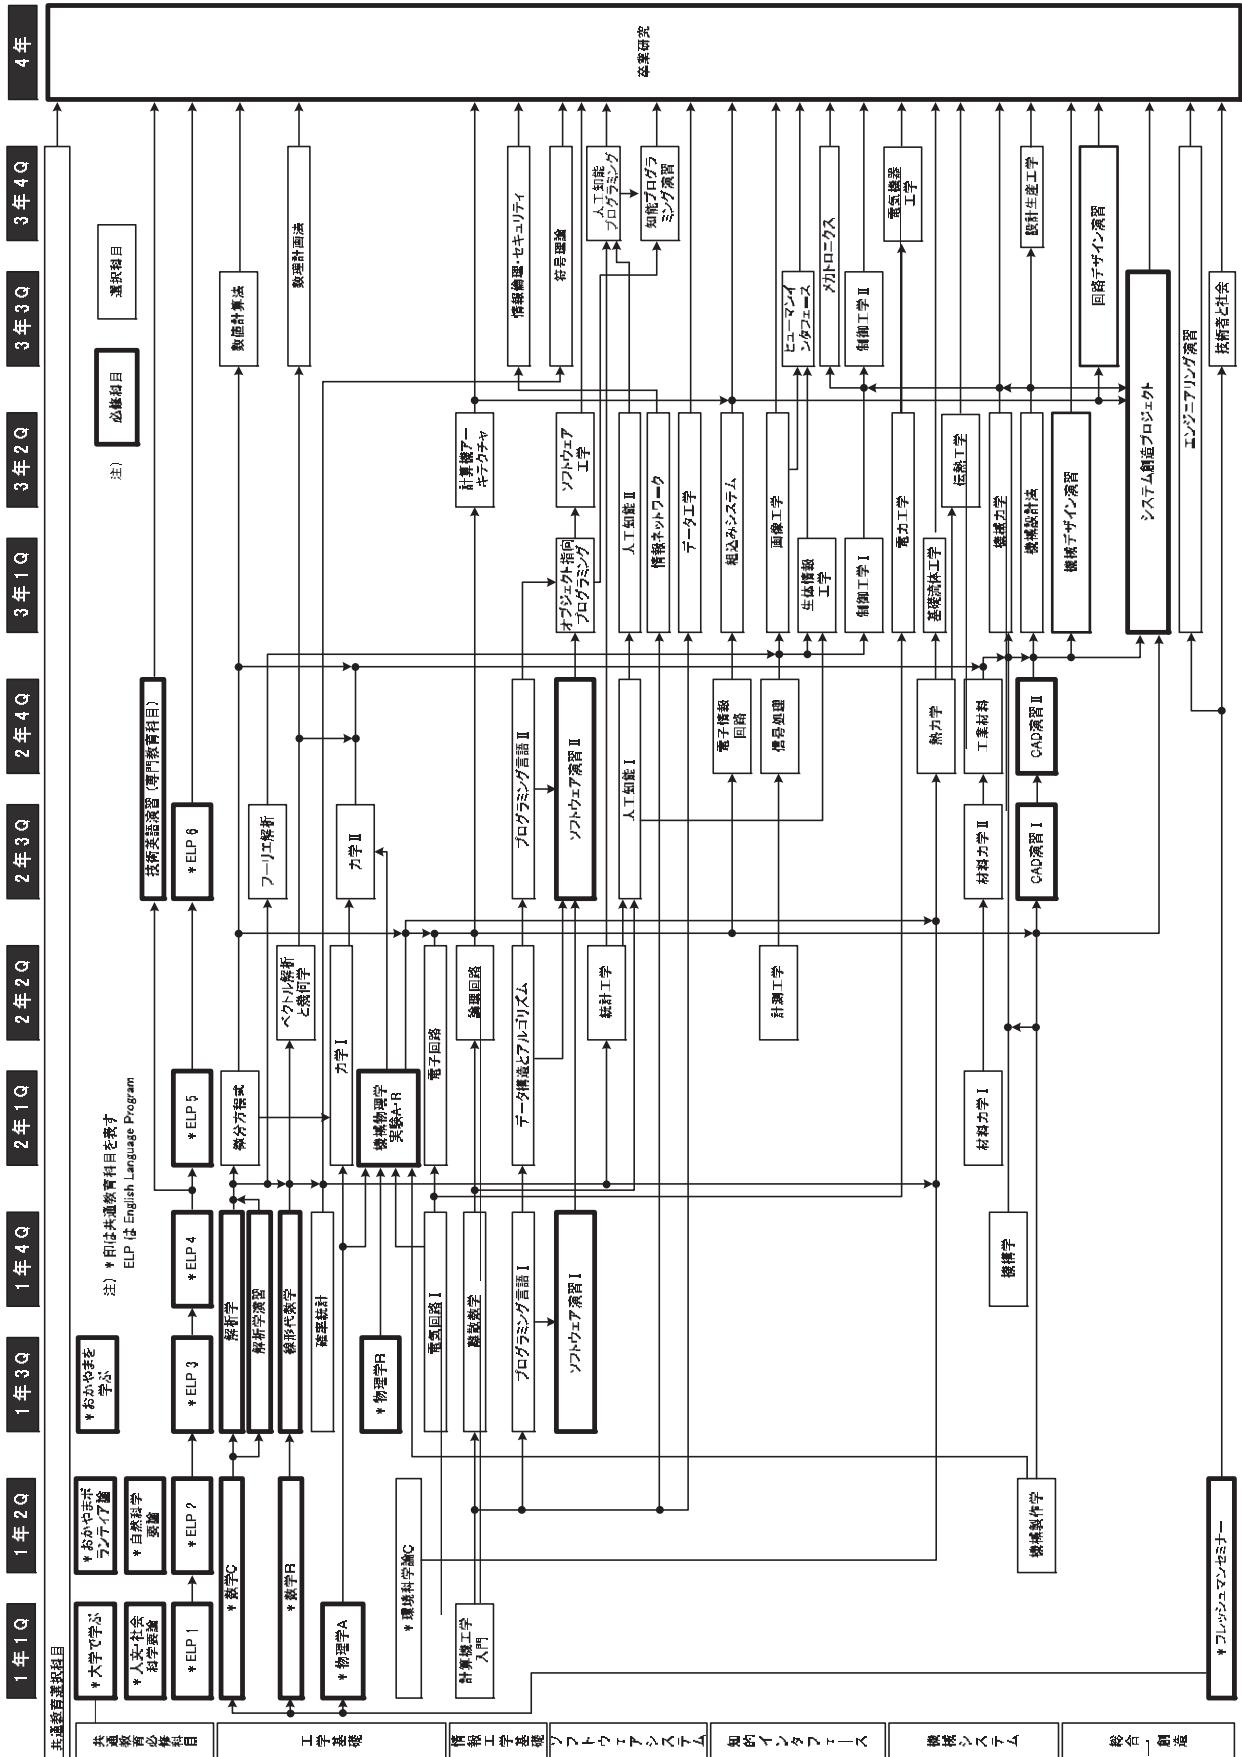 1年1Q
1年2Q
1年3Q
1年4Q
2年1Q
2年2Q
2年3Q
2年4Q
3年1Q
3年2Q
3年3Q
3年4Q
4年
共通教育選択科目
卒業研究
共通教育必修科目
*大学で学ぶ
*おかやまボ
ランティア論
*おかやまを
学ぶ
*人文・社会
科学要論
*自然科学
要論
*ELP 1
*ELP 2
*ELP 3
*ELP 4
*ELP 5
*ELP 6
技術英語演習(専門教育科目)
注) *印は共通教育科目を表す
ELP は English Language Program
注)
必修科目
選択科目
工学基礎
*数学C
解析学
解析学演習
微分方程式
フーリエ解析
数値計算法
*数学B
線形代数学
ベクトル解析
と幾何学
数理計画法
確率統計
*物理学A
力学Ⅰ
力学Ⅱ
*物理学B
機械物理学
実験A・B
*環境科学論C
電気回路Ⅰ
電子回路
情報工学基礎
計算機工学
入門
離散数学
論理回路
計算機アー
キテクチャ
情報倫理・セキュリティ
ソフトウェアシステム
プログラミング言語Ⅰ
データ構造とアルゴリズム
プログラミング言語Ⅱ
オブジェクト指向
プログラミング
ソフトウェア
工学
符号理論
ソフトウェア演習Ⅰ
ソフトウェア演習Ⅱ
統計工学
人工知能Ⅰ
人工知能Ⅱ
人工知能
プログラミング
情報ネットワーク
知能プログラ
ミング演習
データ工学
知的インタフェース
電子情報
回路
組込みシステム
計測工学
信号処理
画像工学
生体情報
工学
ヒューマンイ
ンタフェース
メカトロニクス
制御工学Ⅰ
制御工学Ⅱ
機械システム
電力工学
電気機器
工学
熱力学
基礎流体工学
伝熱工学
材料力学Ⅰ
材料力学Ⅱ
工業材料
機構学
機械力学
機械製作学
CAD演習Ⅰ
CAD演習Ⅱ
機械設計法
設計生産工学
総合・創造
機械デザイン演習
回路デザイン演習
システム創造プロジェクト
エンジニアリング演習
*フレッシュマンセミナー
技術者と社会